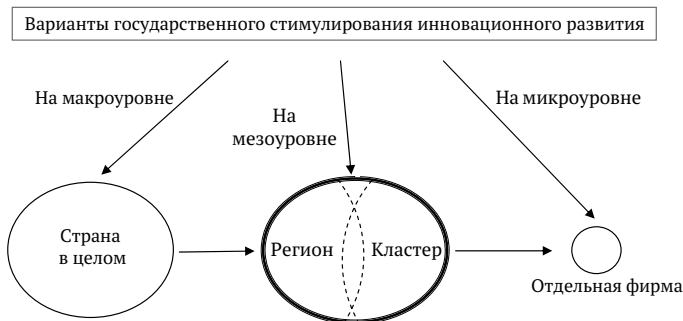 Варианты государственного стимулирования инновационного развития
На макроуровне
На
мезоуровне
На микроуровне
Страна
в целом
Регион
Кластер
Отдельная фирма